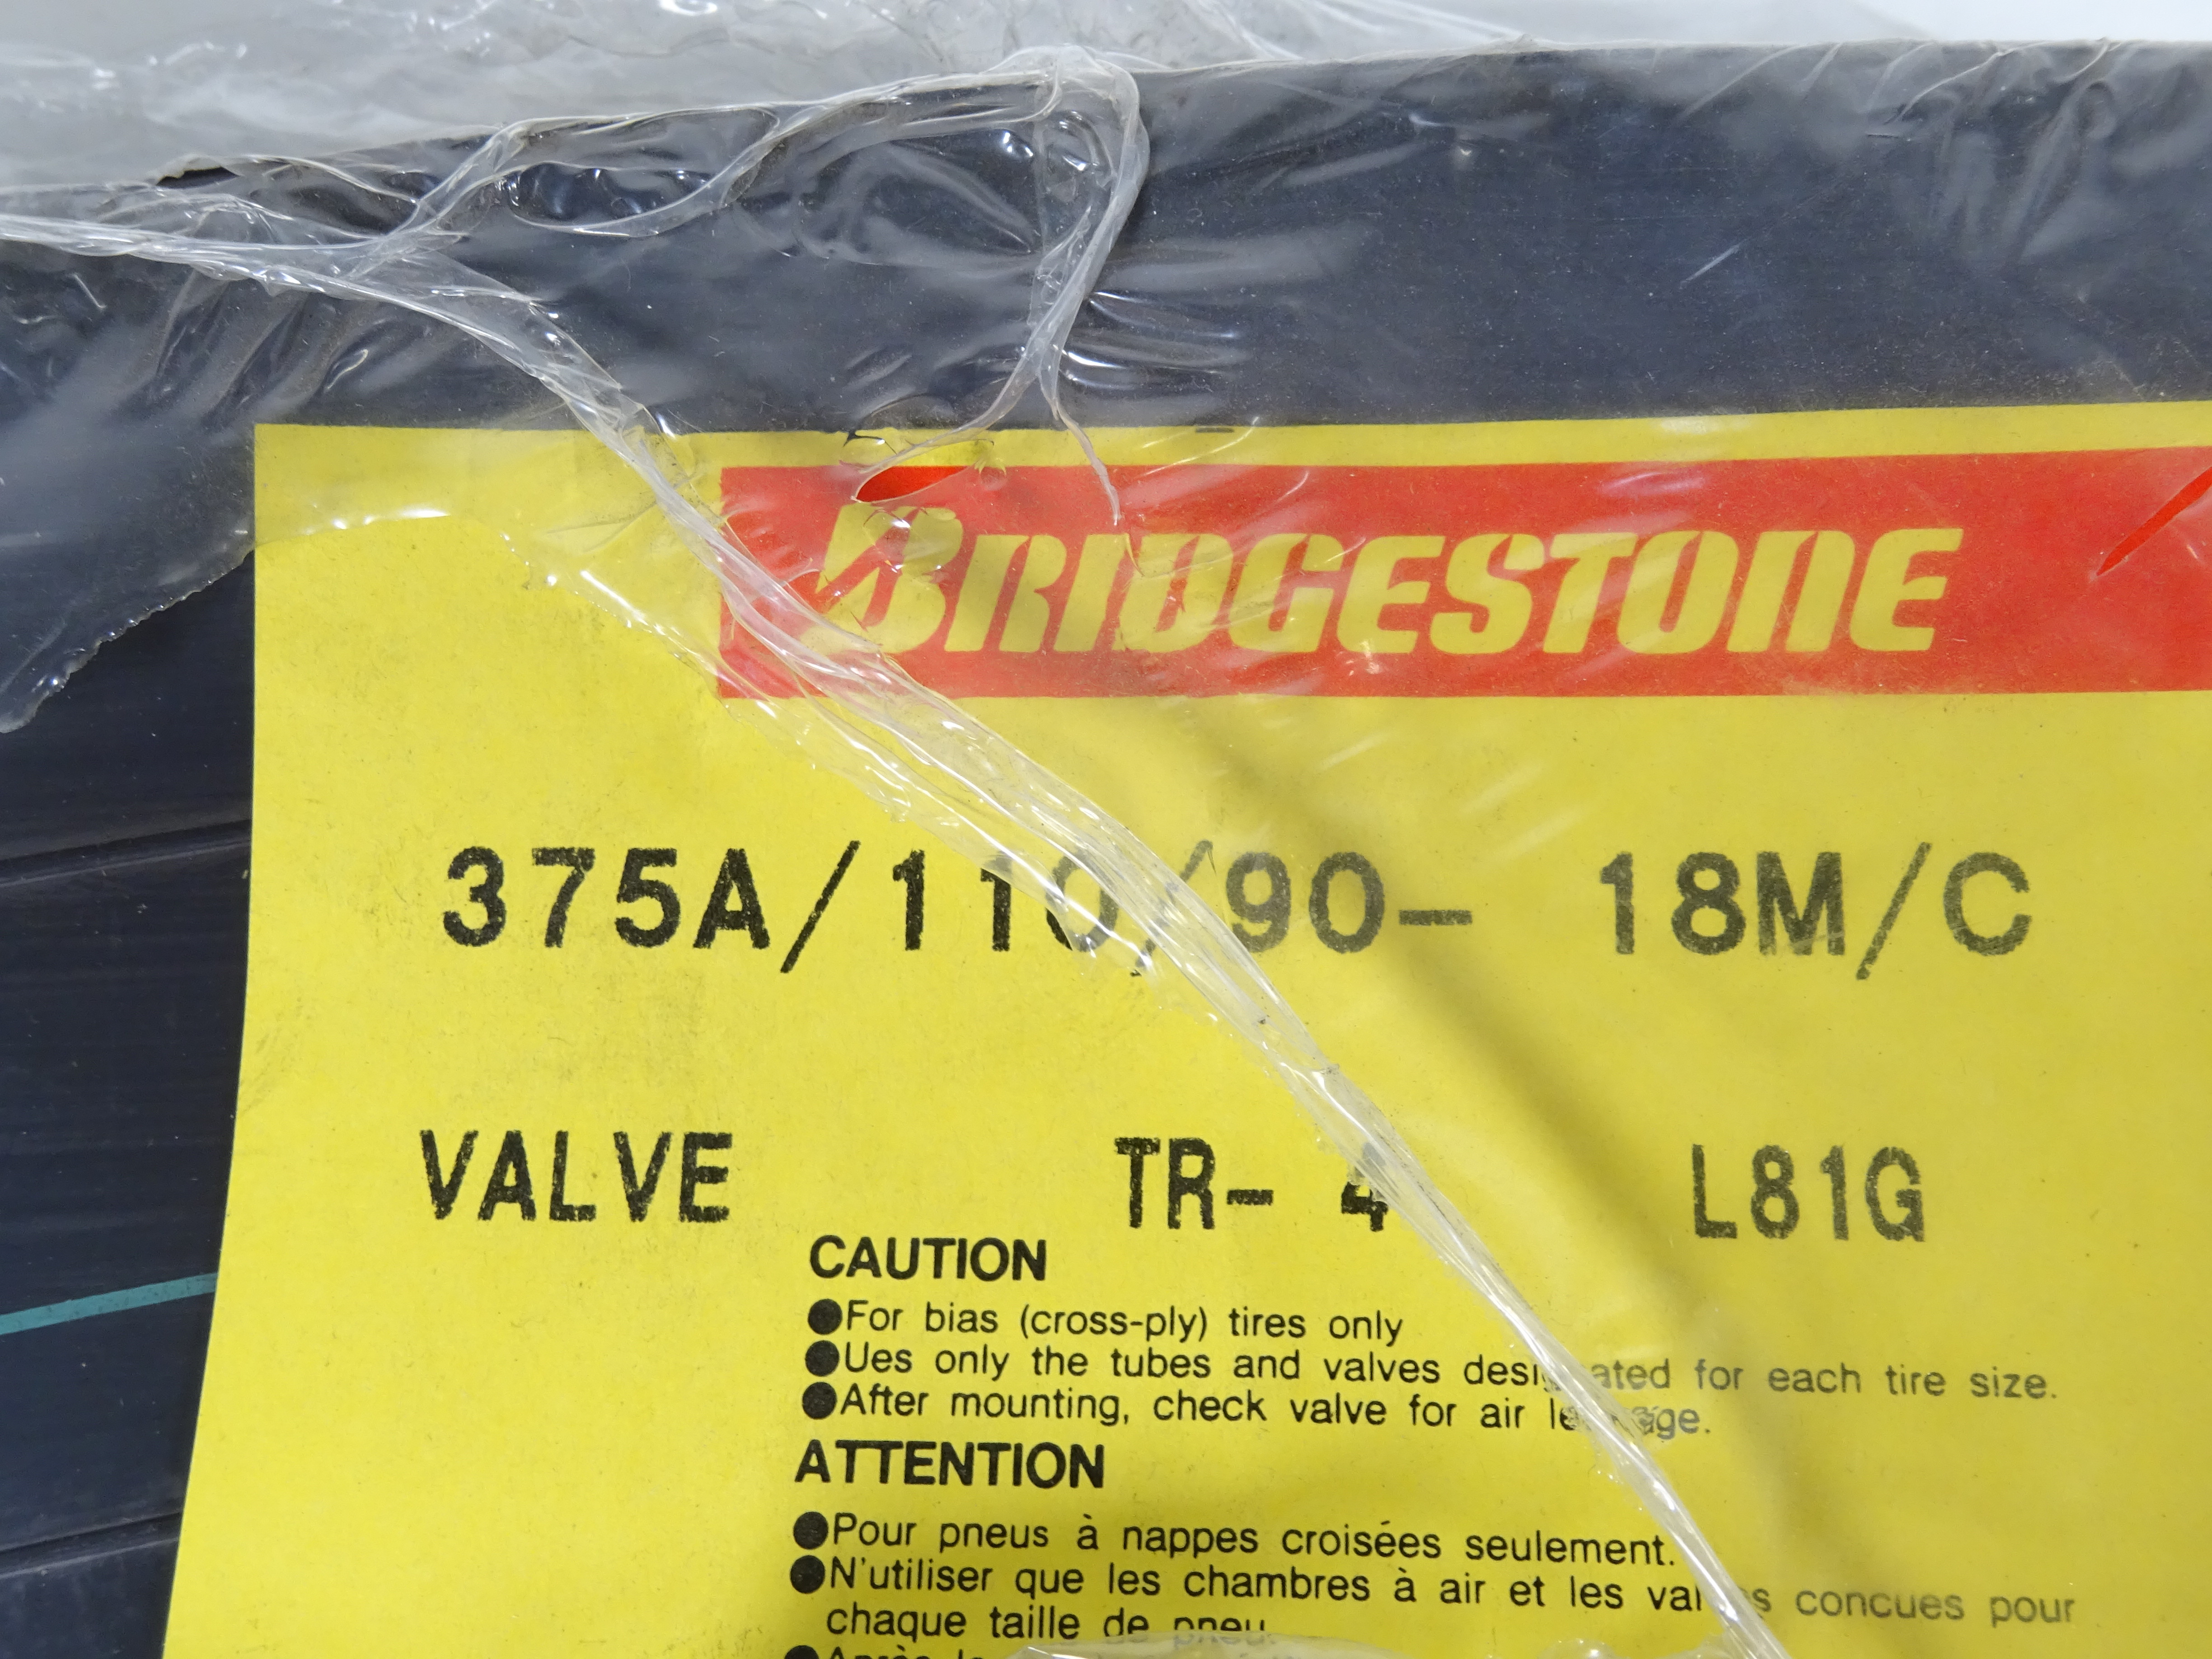 BRIDGESTONE
375A/110/90- 18M/C
VALVE TR- 4 L81G
CAUTION
●For bias (cross-ply) tires only
●Ues only the tubes and valves designated for each tire size.
●After mounting, check valve for air leakage.
ATTENTION
●Pour pneus à nappes croisées seulement.
●N'utiliser que les chambres à air et les valves concues pour
chaque taille de pneu.
●Après le